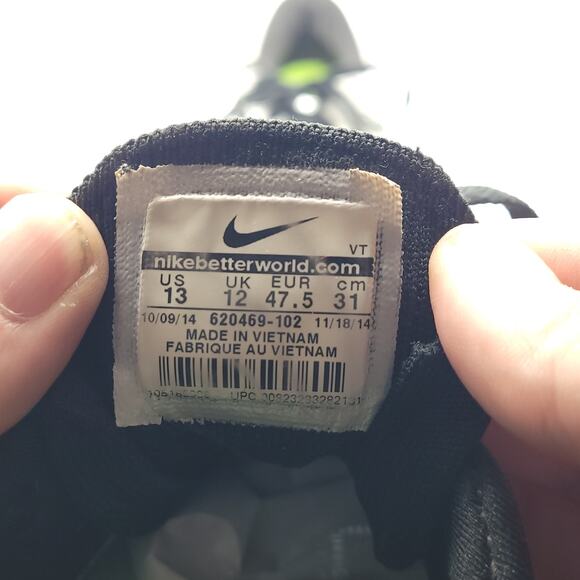 VT
nikebetterworld.com
US UK EUR cm
13 12 47.5 31
10/09/14 620469-102 11/18/14
MADE IN VIETNAM
FABRIQUE AU VIETNAM
UPC